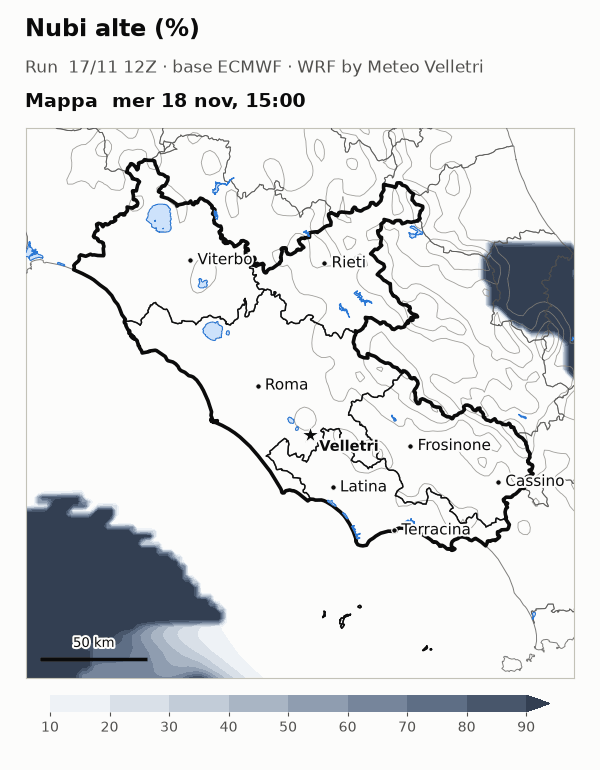 Nubi alte (%)
Run 17/11 12Z · base ECMWF · WRF by Meteo Velletri
Mappa mer 18 nov, 15:00
Viterbo
Rieti
Roma
Velletri
Frosinone
Cassino
Latina
Terracina
50 km
10 20 30 40 50 60 70 80 90